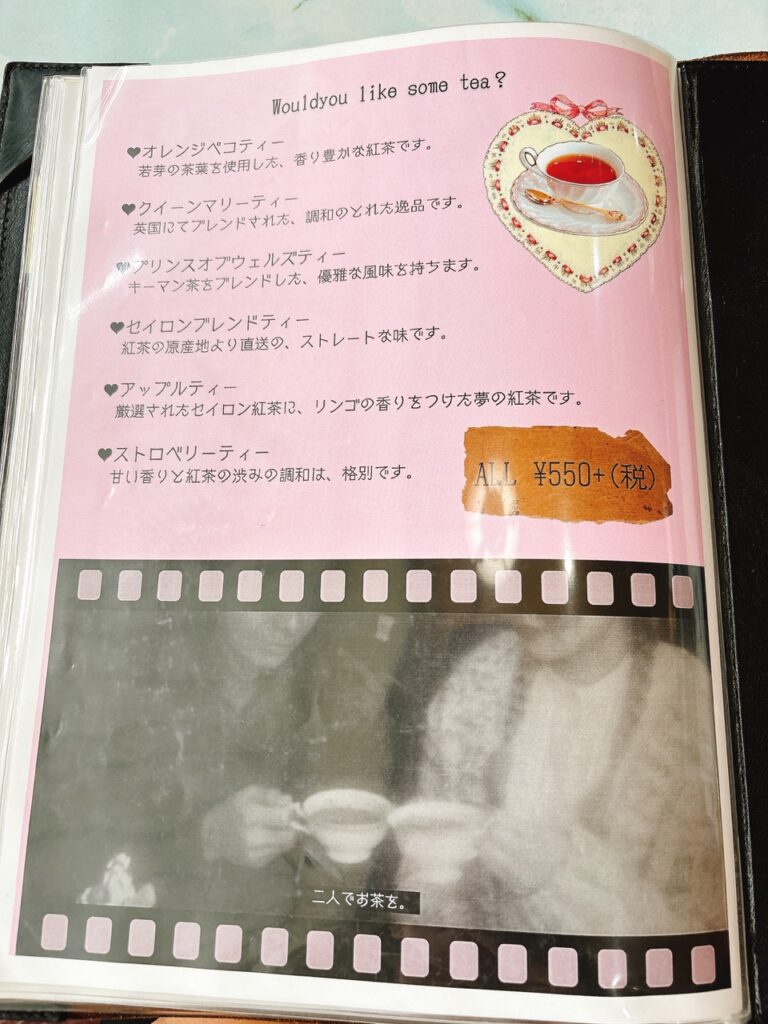 Wouldyou like some tea?
♥オレンジペコティー
若芽の茶葉を使用した、香り豊かな紅茶です。
♥クイーンマリーティー
英国にてブレンドされた、調和のとれた逸品です。
♥プリンスオブウェルズティー
キーマン茶をブレンドした、優雅な風味を持ちます。
♥セイロンブレンドティー
紅茶の原産地より直送の、ストレートな味です。
♥アップルティー
厳選されたセイロン紅茶に、リンゴの香りをつけた夢の紅茶です。
♥ストロベリーティー
甘い香りと紅茶の渋みの調和は、格別です。
ALL ¥550+(税)
二人でお茶を。